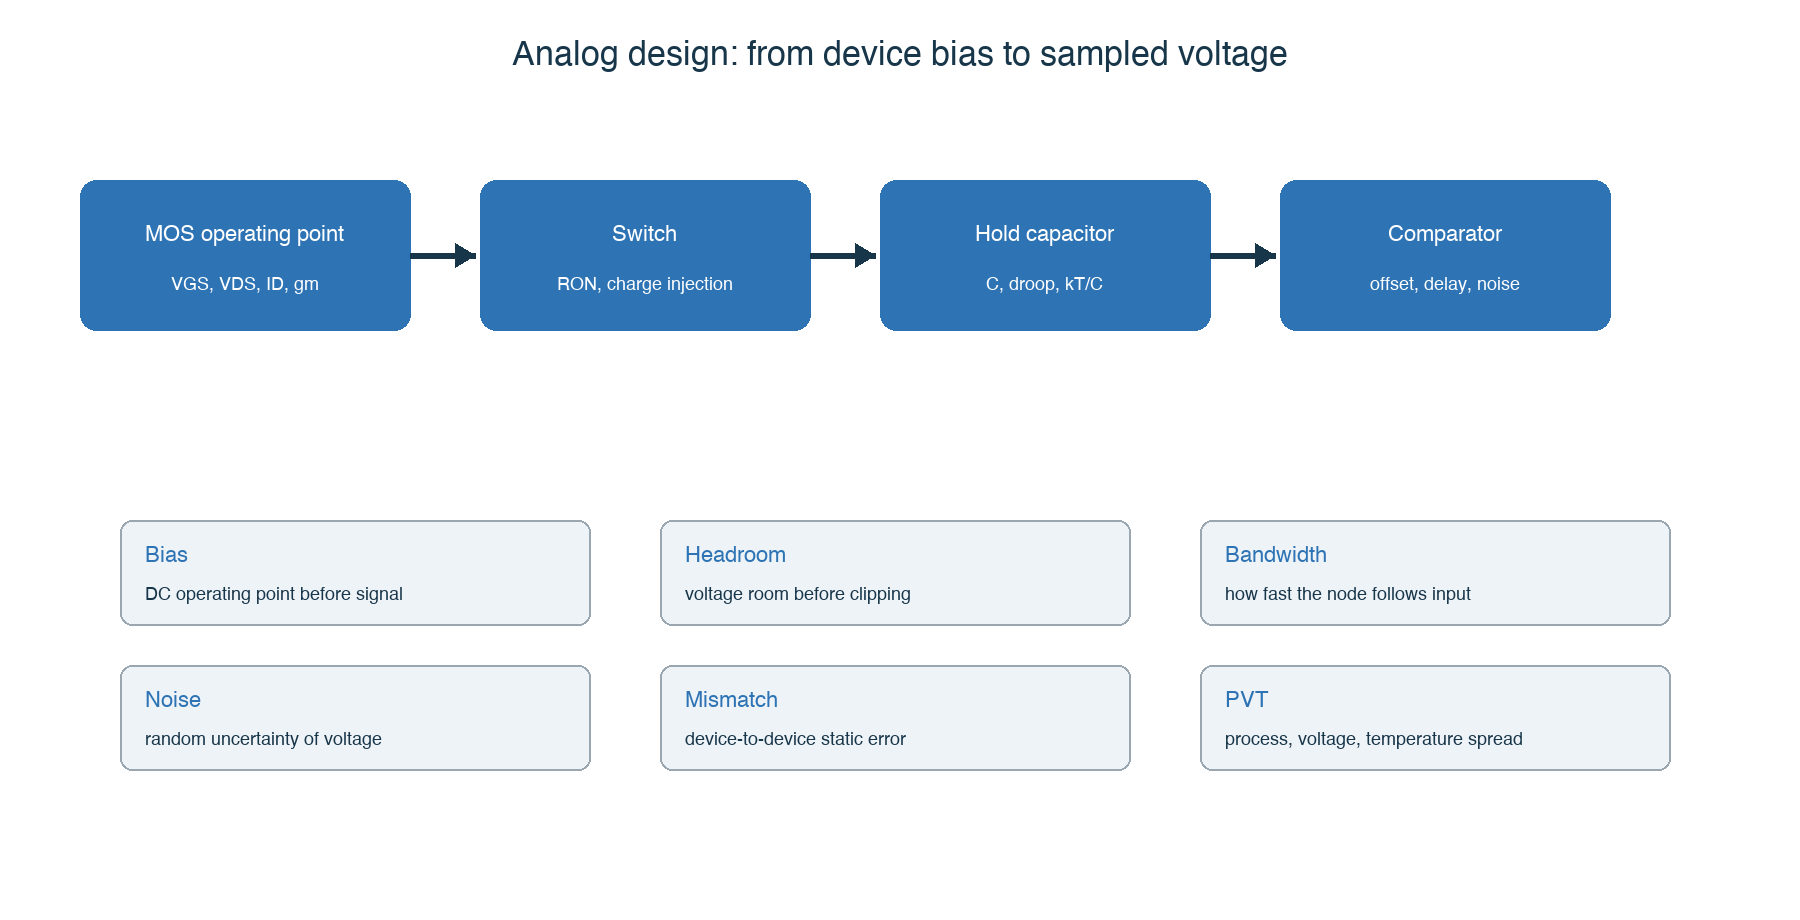 Analog design: from device bias to sampled voltage
MOS operating point
VGS, VDS, ID, gm
Switch
RON, charge injection
Hold capacitor
C, droop, kT/C
Comparator
offset, delay, noise
Bias
DC operating point before signal
Headroom
voltage room before clipping
Bandwidth
how fast the node follows input
Noise
random uncertainty of voltage
Mismatch
device-to-device static error
PVT
process, voltage, temperature spread